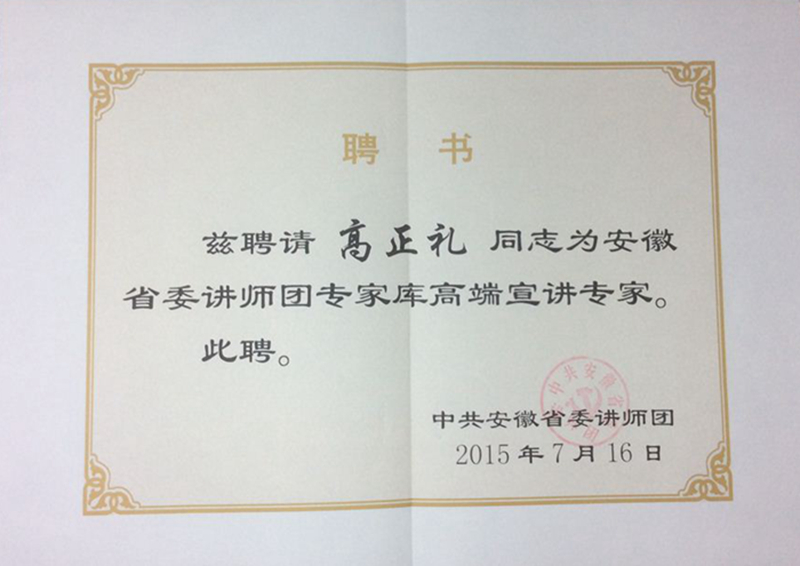 聘 书
兹聘请 高正礼 同志为安徽
省委讲师团专家库高端宣讲专家。
此聘。
中共安徽省委讲师团
2015年7月16日